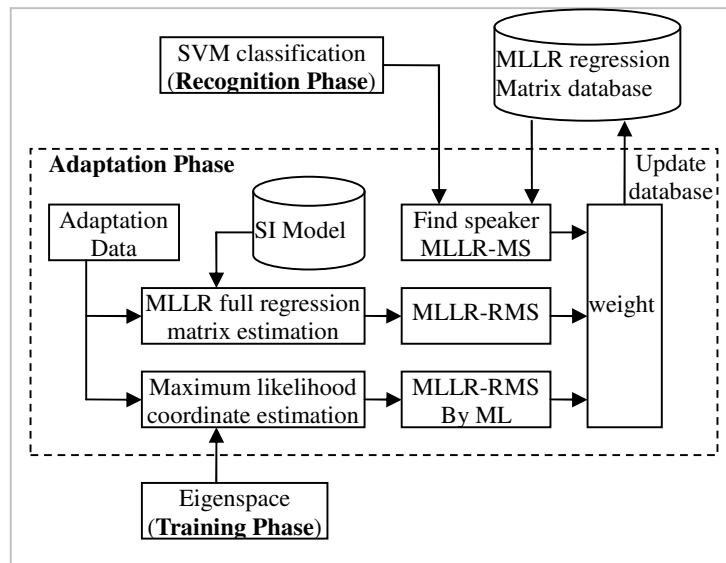 SVM classification
(Recognition Phase)
MLLR regression
Matrix database
Adaptation Phase
Update
database
Adaptation
Data
SI Model
Find speaker
MLLR-MS
weight
MLLR full regression
matrix estimation
MLLR-RMS
Maximum likelihood
coordinate estimation
MLLR-RMS
By ML
Eigenspace
(Training Phase)